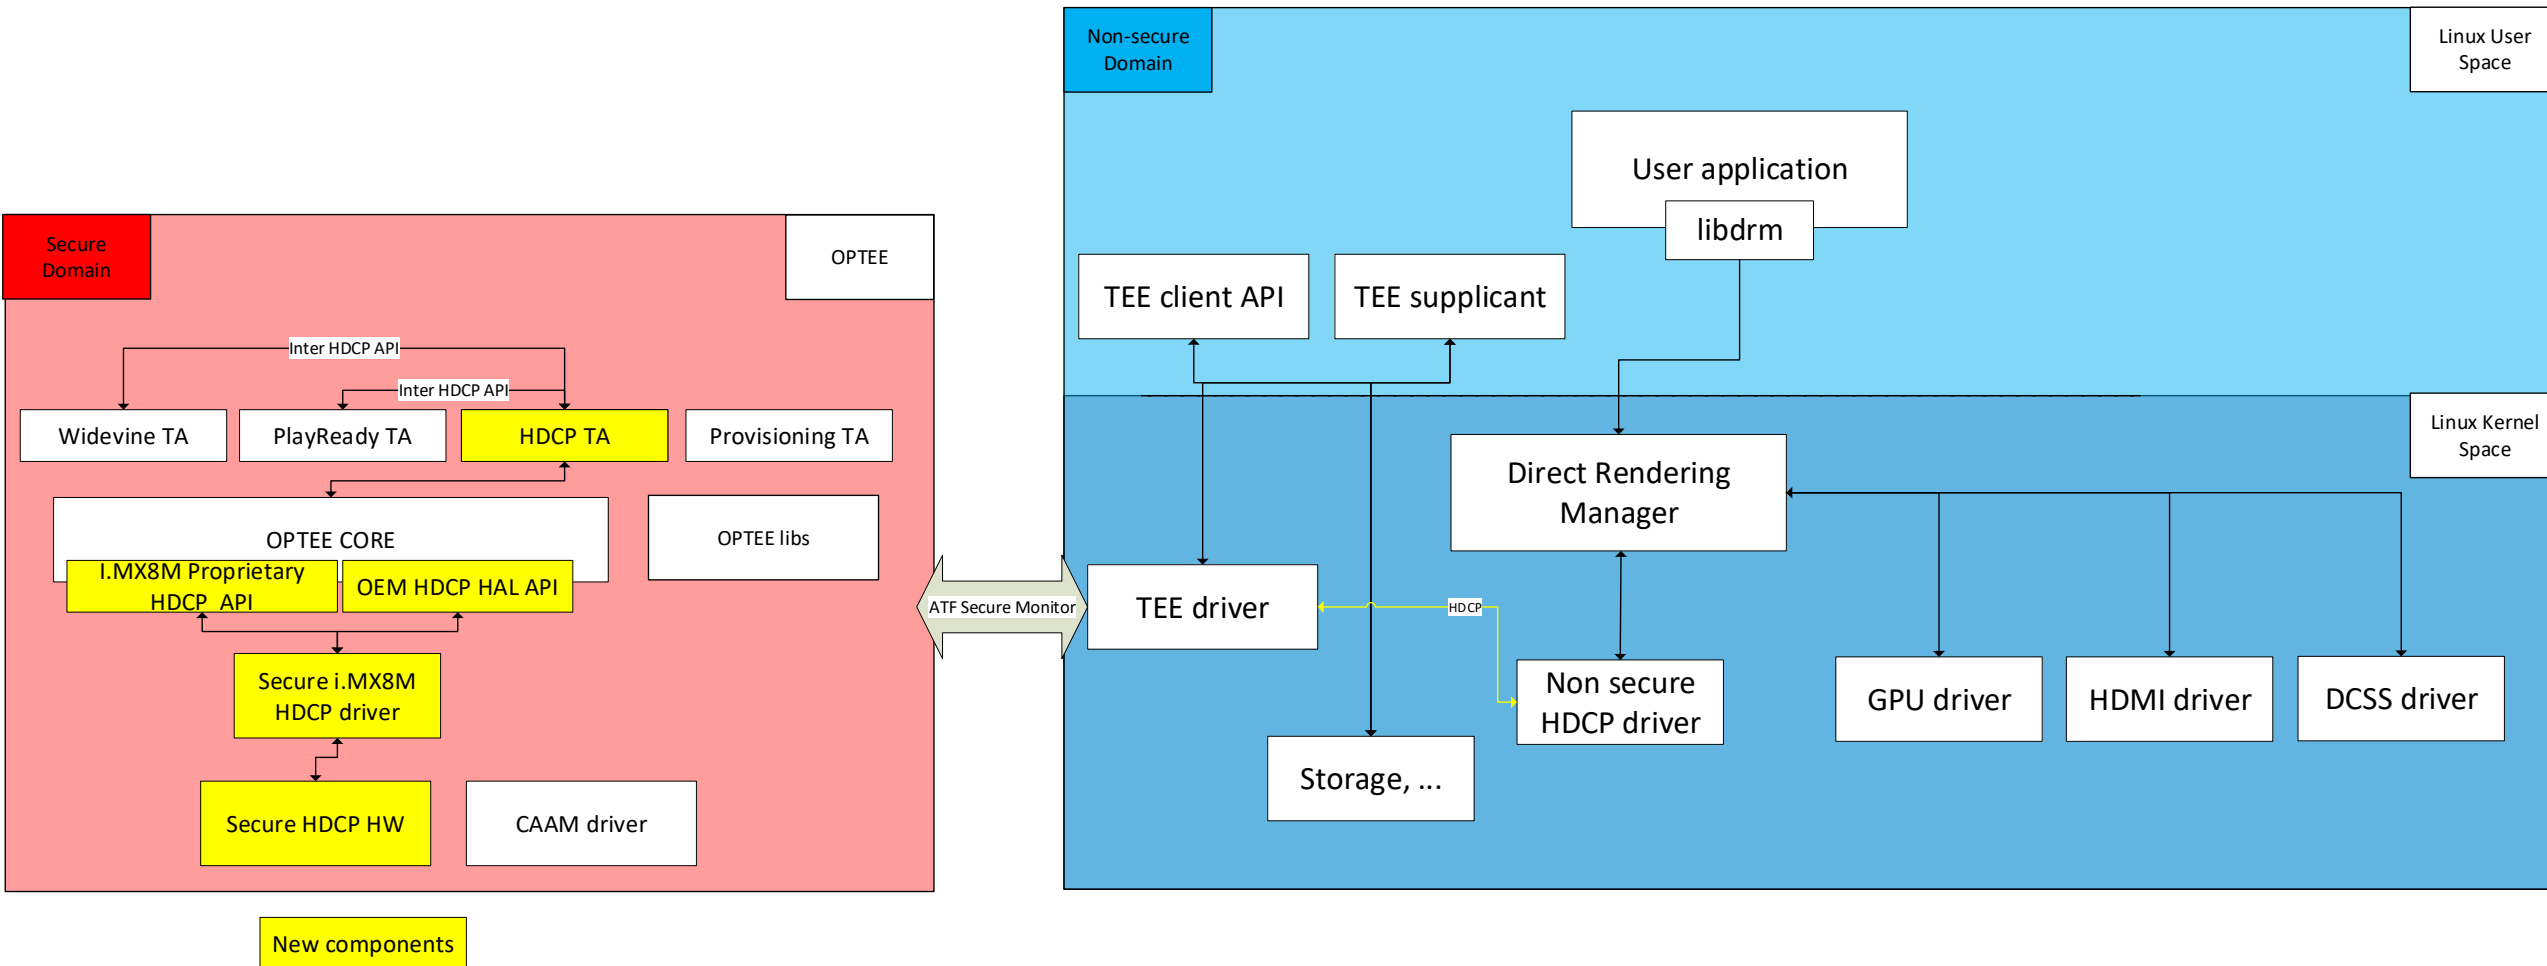 Non-secure
Domain
Linux User
Space
User application
libdrm
Secure
Domain
OPTEE
TEE client API
TEE supplicant
Inter HDCP API
Inter HDCP API
Widevine TA
PlayReady TA
HDCP TA
Provisioning TA
Linux Kernel
Space
Direct Rendering
Manager
OPTEE CORE
OPTEE libs
I.MX8M Proprietary
HDCP  API
OEM HDCP HAL API
ATF Secure Monitor
TEE driver
HDCP
Secure i.MX8M
HDCP driver
Non secure
HDCP driver
GPU driver
HDMI driver
DCSS driver
Storage, ...
Secure HDCP HW
CAAM driver
New components